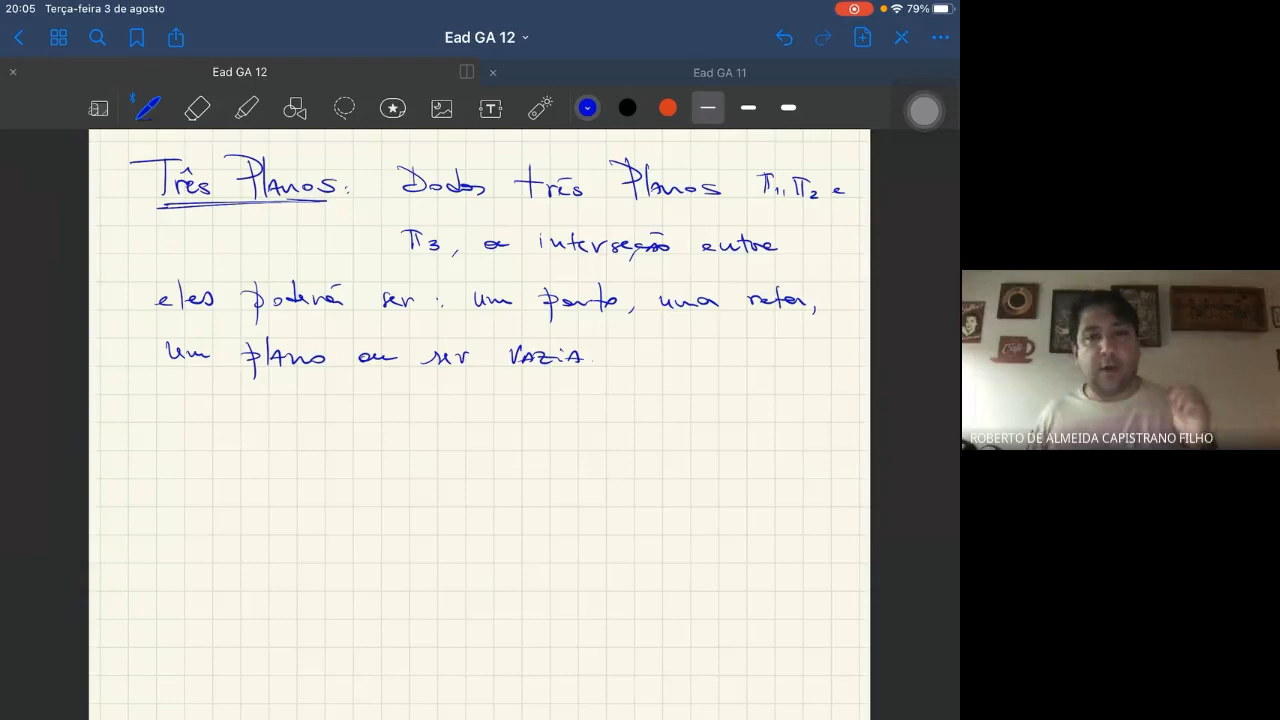 20:05 Terça-feira 3 de agosto
79%
Ead GA 12
Ead GA 12
Ead GA 11
Três Planos: Dados três Planos π1, π2 e
π3, a interseção entre
eles poderá ser: um ponto, uma reta,
um plano ou ser vazia.
ROBERTO DE ALMEIDA CAPISTRANO FILHO